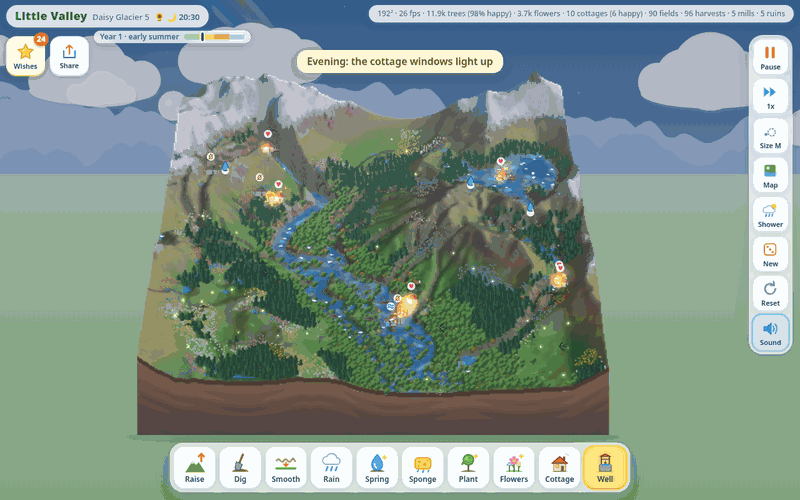 Little Valley Daisy Glacier 5 20:30
192² · 26 fps · 11.9k trees (98% happy) · 3.7k flowers · 10 cottages (6 happy) · 90 fields · 96 harvests · 5 mills · 5 ruins
Year 1 · early summer
24
Wishes
Share
Evening: the cottage windows light up
Pause
1x
Size M
Map
Shower
New
Reset
Sound
Raise
Dig
Smooth
Rain
Spring
Sponge
Plant
Flowers
Cottage
Well